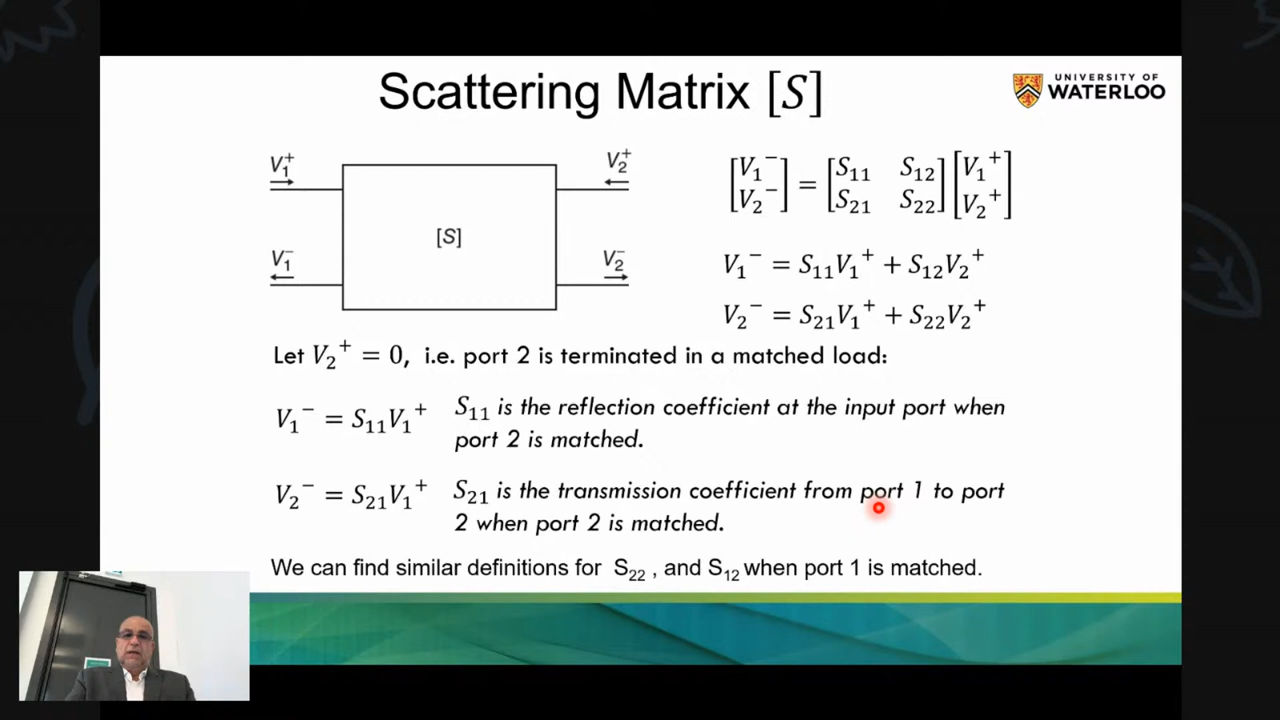 Scattering Matrix [𝑆]
UNIVERSITY OF
WATERLOO
V₁⁺
V₂⁺
[S]
V₁⁻
V₂⁻
[V₁⁻ V₂⁻] = [S₁₁ S₁₂ S₂₁ S₂₂] [V₁⁺ V₂⁺]
V₁⁻ = S₁₁V₁⁺ + S₁₂V₂⁺
V₂⁻ = S₂₁V₁⁺ + S₂₂V₂⁺
Let V₂⁺ = 0, i.e. port 2 is terminated in a matched load:
V₁⁻ = S₁₁V₁⁺ S₁₁ is the reflection coefficient at the input port when
port 2 is matched.
V₂⁻ = S₂₁V₁⁺ S₂₁ is the transmission coefficient from port 1 to port
2 when port 2 is matched.
We can find similar definitions for S₂₂ , and S₁₂ when port 1 is matched.